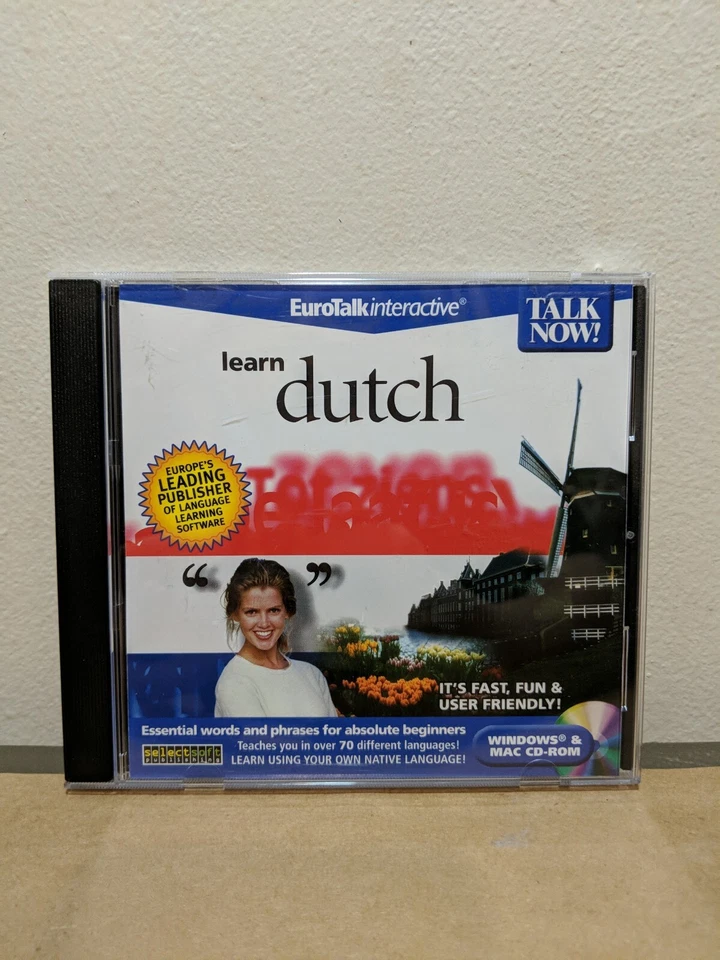 EuroTalkinteractive®
TALK
NOW!
learn
dutch
EUROPE'S
LEADING
PUBLISHER
OF LANGUAGE
LEARNING
SOFTWARE
“ ”
IT'S FAST, FUN &
USER FRIENDLY!
Essential words and phrases for absolute beginners
Teaches you in over 70 different languages!
LEARN USING YOUR OWN NATIVE LANGUAGE!
selectsoft
publishing
WINDOWS® &
MAC CD-ROM